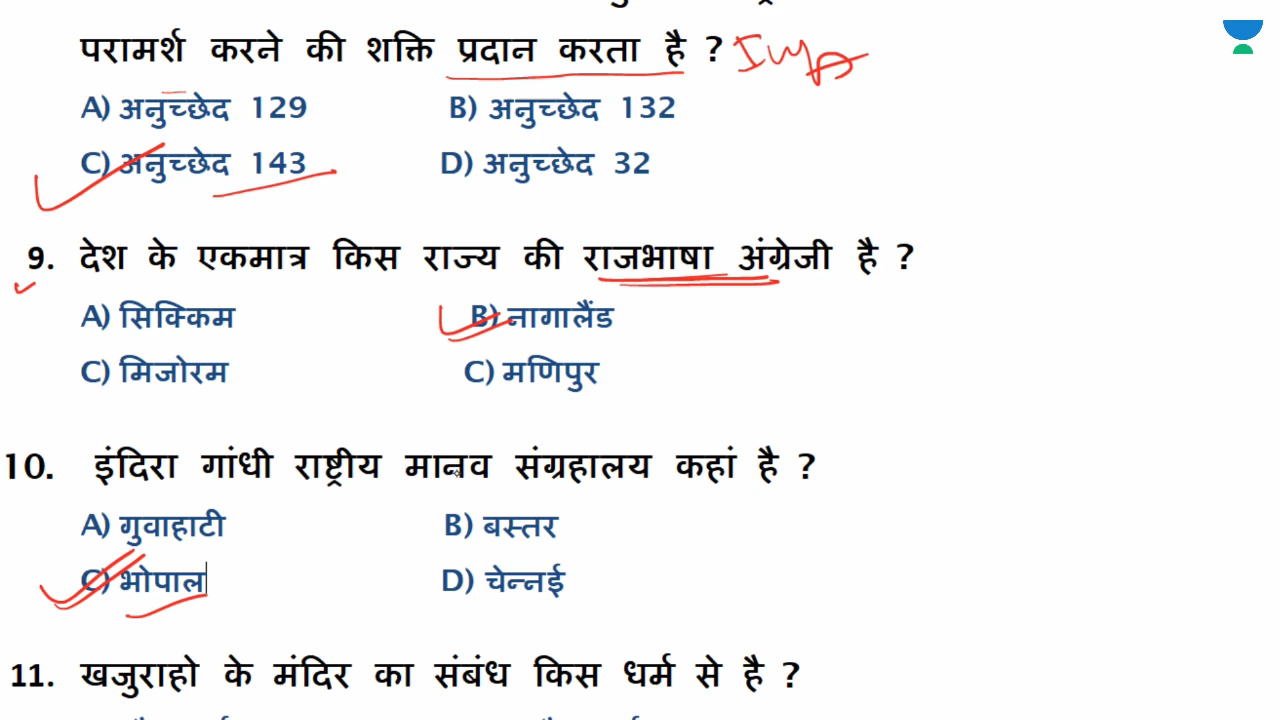 परामर्श करने की शक्ति प्रदान करता है ? Imp
A) अनुच्छेद 129 B) अनुच्छेद 132
C) अनुच्छेद 143 D) अनुच्छेद 32
9. देश के एकमात्र किस राज्य की राजभाषा अंग्रेजी है ?
A) सिक्किम B) नागालैंड
C) मिजोरम C) मणिपुर
10. इंदिरा गांधी राष्ट्रीय मानव संग्रहालय कहां है ?
A) गुवाहाटी B) बस्तर
C) भोपाल D) चेन्नई
11. खजुराहो के मंदिर का संबंध किस धर्म से है ?